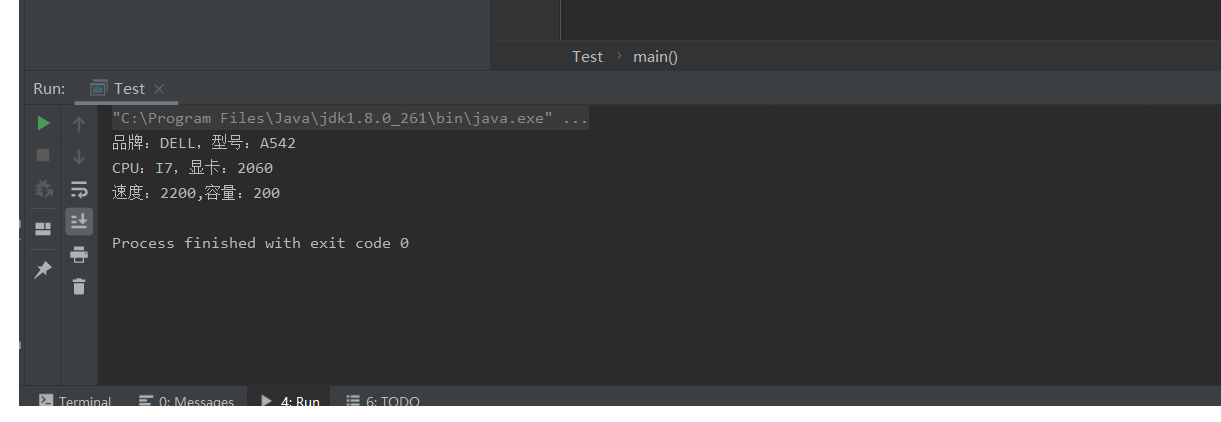 Test › main()
Run: Test ×
"C:\Program Files\Java\jdk1.8.0_261\bin\java.exe" ...
品牌：DELL，型号：A542
CPU：I7，显卡：2060
速度：2200,容量：200
Process finished with exit code 0
Terminal 0: Messages 4: Run 6: TODO